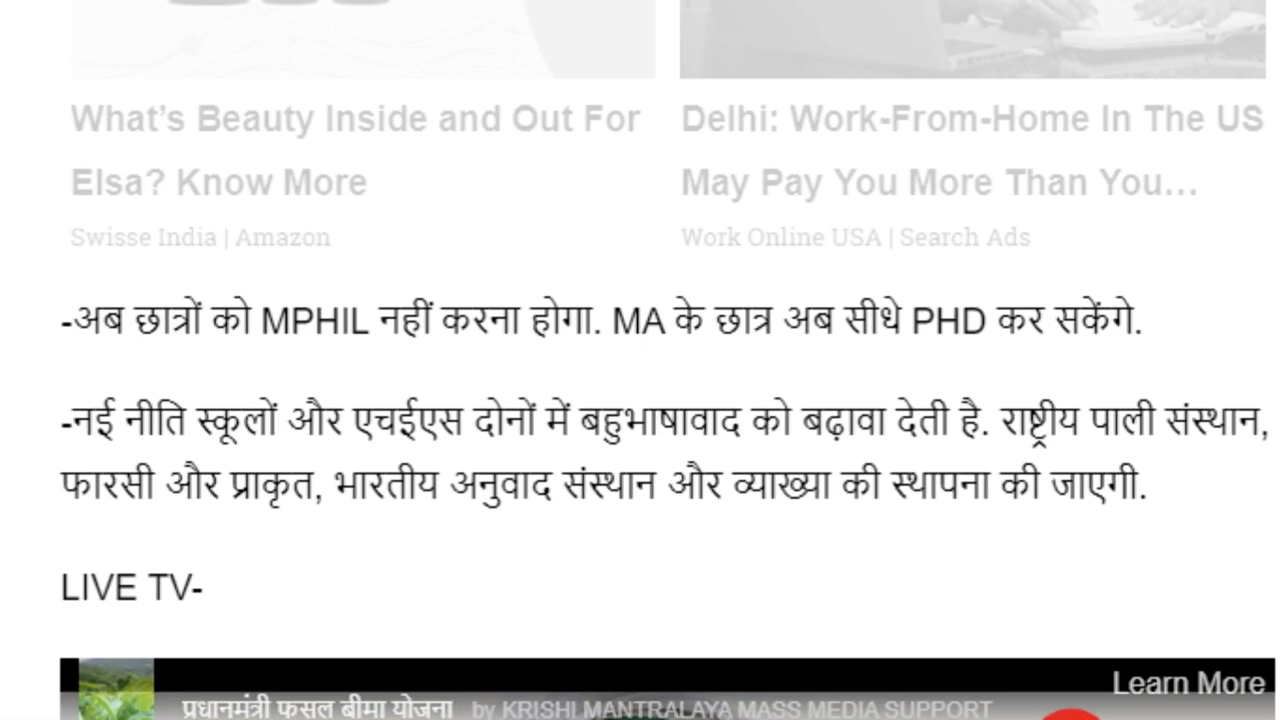 What's Beauty Inside and Out For
Elsa? Know More
Swisse India | Amazon
Delhi: Work-From-Home In The US
May Pay You More Than You...
Work Online USA | Search Ads
-अब छात्रों को MPHIL नहीं करना होगा. MA के छात्र अब सीधे PHD कर सकेंगे.
-नई नीति स्कूलों और एचईएस दोनों में बहुभाषावाद को बढ़ावा देती है. राष्ट्रीय पाली संस्थान,
फारसी और प्राकृत, भारतीय अनुवाद संस्थान और व्याख्या की स्थापना की जाएगी.
LIVE TV-
Learn More
प्रधानमंत्री फसल बीमा योजना by KRISHI MANTRALAYA MASS MEDIA SUPPORT